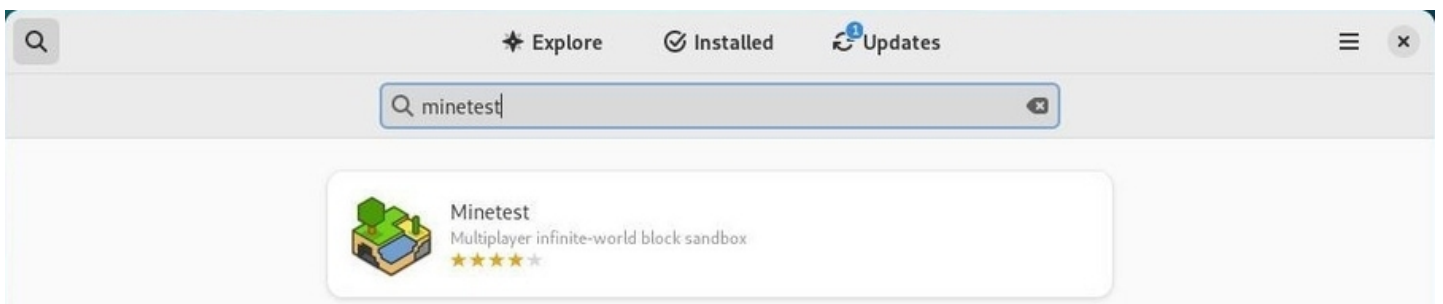 Explore Installed 1 Updates
minetest
Minetest
Multiplayer infinite-world block sandbox